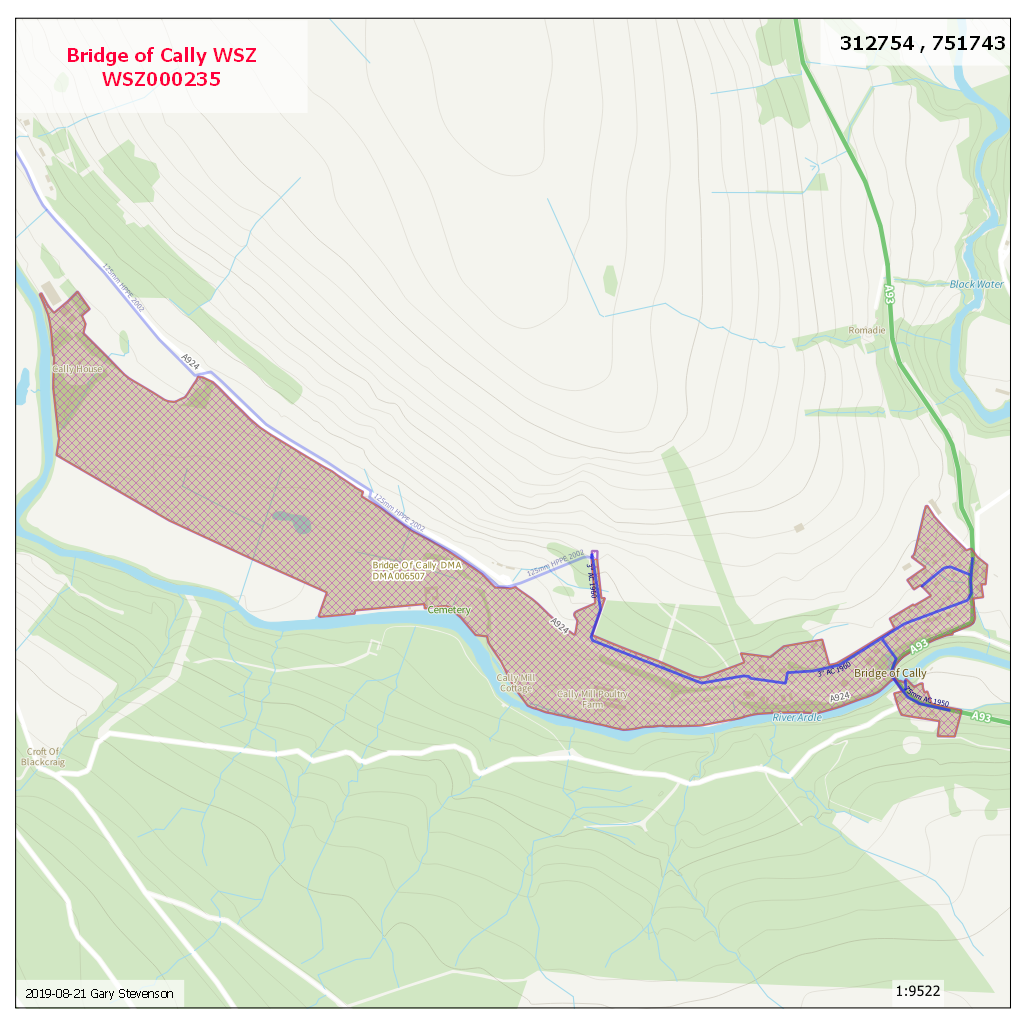 Bridge of Cally WSZ
WSZ000235
312754 , 751743
125mm HPPE 2002
A93
Black Water
Romadie
A924
Cally House
125mm HPPE 2002
125mm HPPE 2002
Bridge Of Cally DMA
DMA006507
3" AC 1960
Cemetery
A924
A93
3" AC 1960
Bridge of Cally
Cally Mill
Cottage
Cally Mill Poultry
Farm
A924
75mm AC 1950
River Ardle
A93
Croft Of
Blackcraig
2019-08-21 Gary Stevenson
1:9522